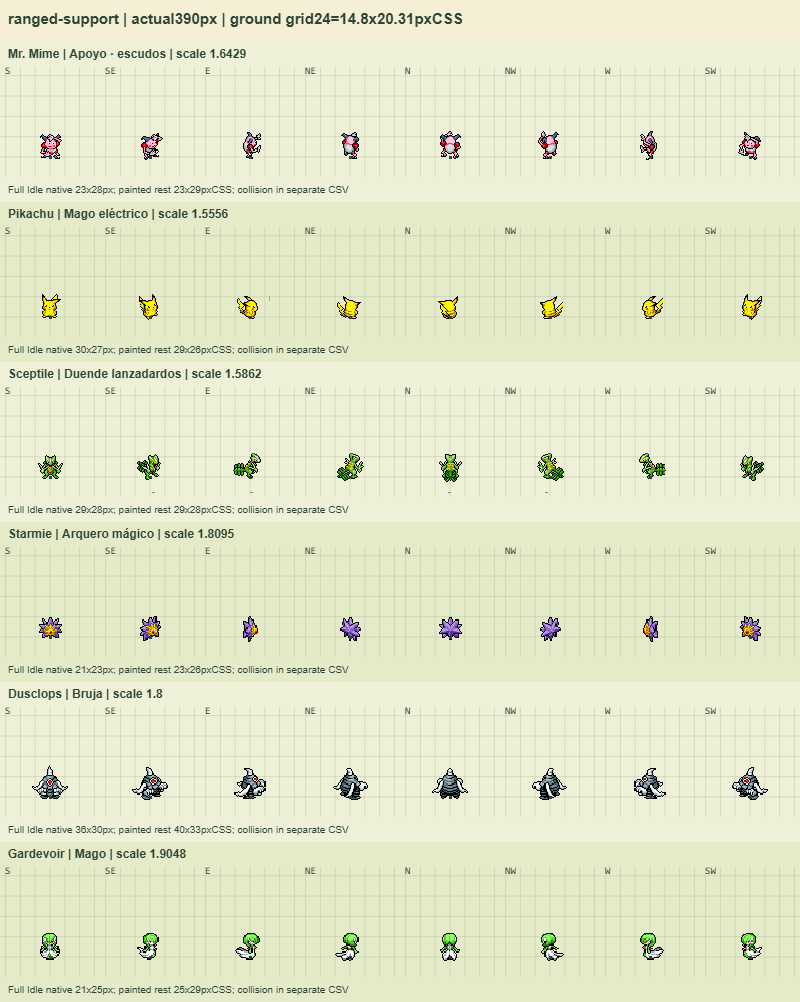 ranged-support | actual390px | ground grid24=14.8x20.31pxCSS
Mr. Mime | Apoyo · escudos | scale 1.6429
S SE E NE N NW W SW
Full Idle native 23x28px; painted rest 23x29pxCSS; collision in separate CSV
Pikachu | Mago eléctrico | scale 1.5556
S SE E NE N NW W SW
Full Idle native 30x27px; painted rest 29x26pxCSS; collision in separate CSV
Sceptile | Duende lanzadardos | scale 1.5862
S SE E NE N NW W SW
Full Idle native 29x28px; painted rest 29x28pxCSS; collision in separate CSV
Starmie | Arquero mágico | scale 1.8095
S SE E NE N NW W SW
Full Idle native 21x23px; painted rest 23x26pxCSS; collision in separate CSV
Dusclops | Bruja | scale 1.8
S SE E NE N NW W SW
Full Idle native 36x30px; painted rest 40x33pxCSS; collision in separate CSV
Gardevoir | Mago | scale 1.9048
S SE E NE N NW W SW
Full Idle native 21x25px; painted rest 25x29pxCSS; collision in separate CSV